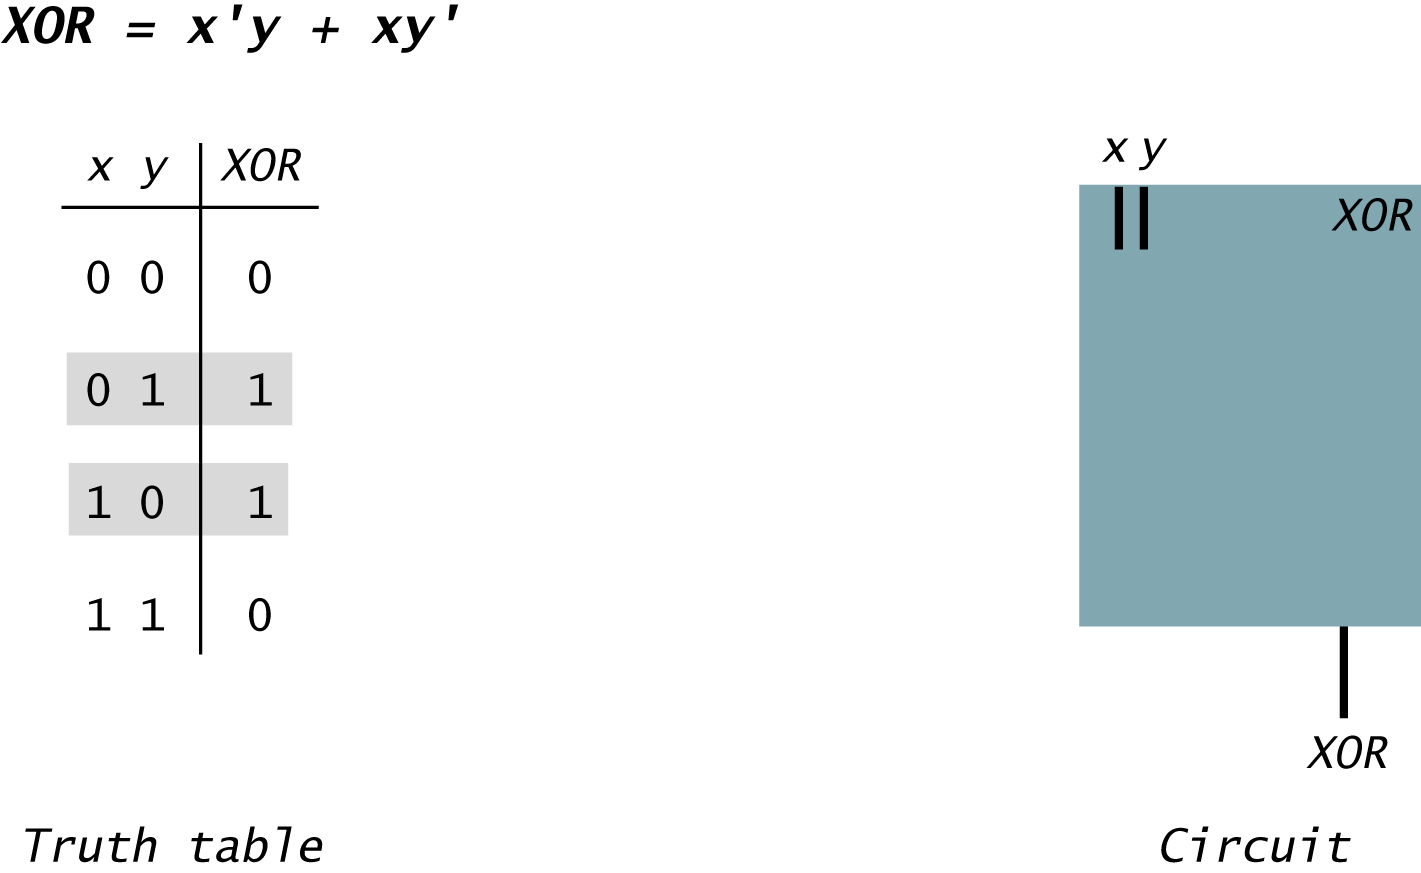 XOR = x'y + xy'
x y XOR
0 0 0
0 1 1
1 0 1
1 1 0
Truth table
x y
XOR
XOR
Circuit